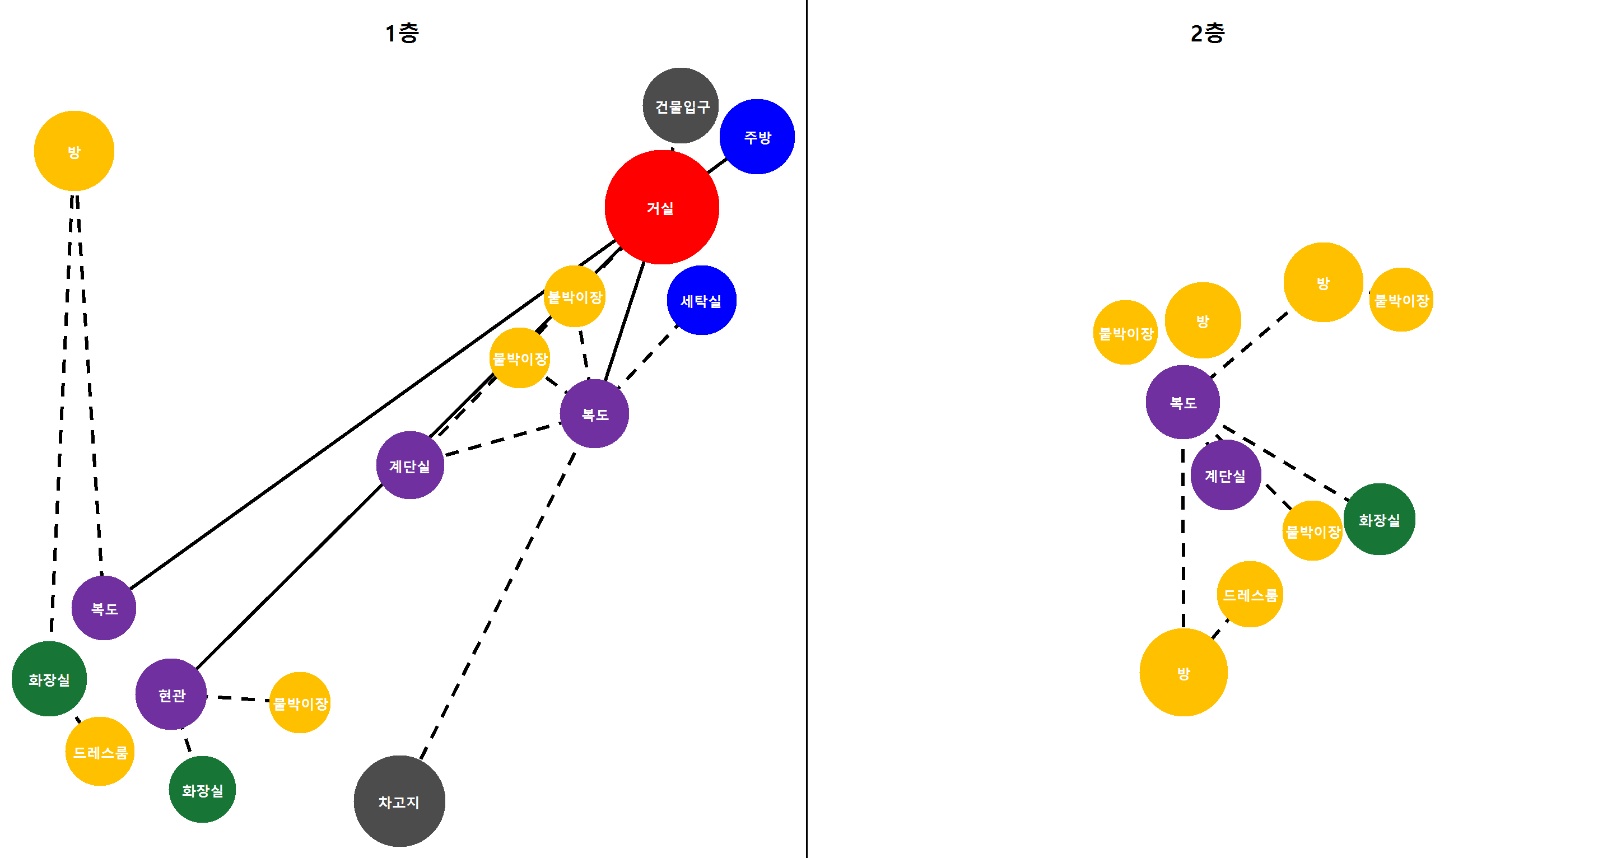 1층
건물입구
주방
방
거실
붙박이장
세탁실
붙박이장
복도
계단실
복도
화장실
현관
붙박이장
드레스룸
화장실
차고지
2층
방
붙박이장
방
붙박이장
복도
계단실
화장실
붙박이장
드레스룸
방